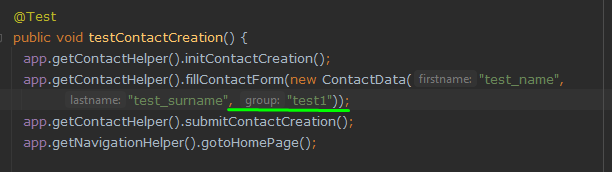 @Test
public void testContactCreation() {
app.getContactHelper().initContactCreation();
app.getContactHelper().fillContactForm(new ContactData( firstname: "test_name",
lastname: "test_surname", group: "test1"));
app.getContactHelper().submitContactCreation();
app.getNavigationHelper().gotoHomePage();